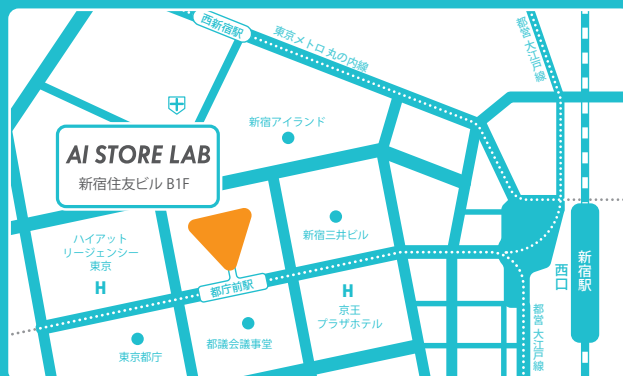 西新宿駅
東京メトロ 丸の内線
都営 大江戸線
新宿アイランド
AI STORE LAB
新宿住友ビル B1F
ハイアット
リージェンシー
東京
H
新宿三井ビル
都庁前駅
H
京王
プラザホテル
東京都庁
都議会議事堂
新宿駅
西口
都営 大江戸線